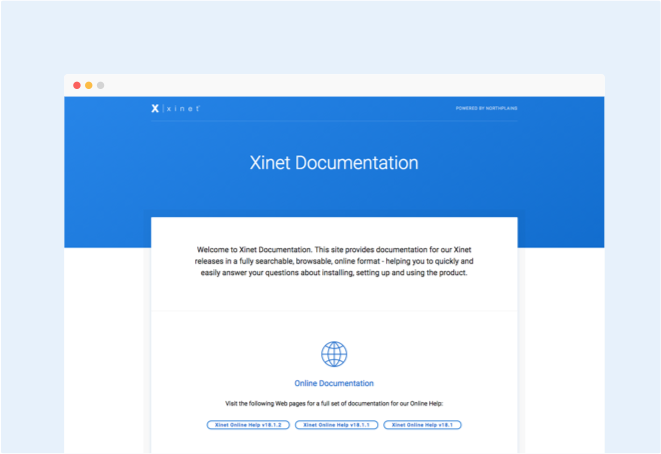 X | xinet
POWERED BY NORTHPLAINS
Xinet Documentation
Welcome to Xinet Documentation. This site provides documentation for our Xinet
releases in a fully searchable, browsable, online format - helping you to quickly and
easily answer your questions about installing, setting up and using the product.
Online Documentation
Visit the following Web pages for a full set of documentation for our Online Help:
Xinet Online Help v18.1.2
Xinet Online Help v18.1.1
Xinet Online Help v18.1